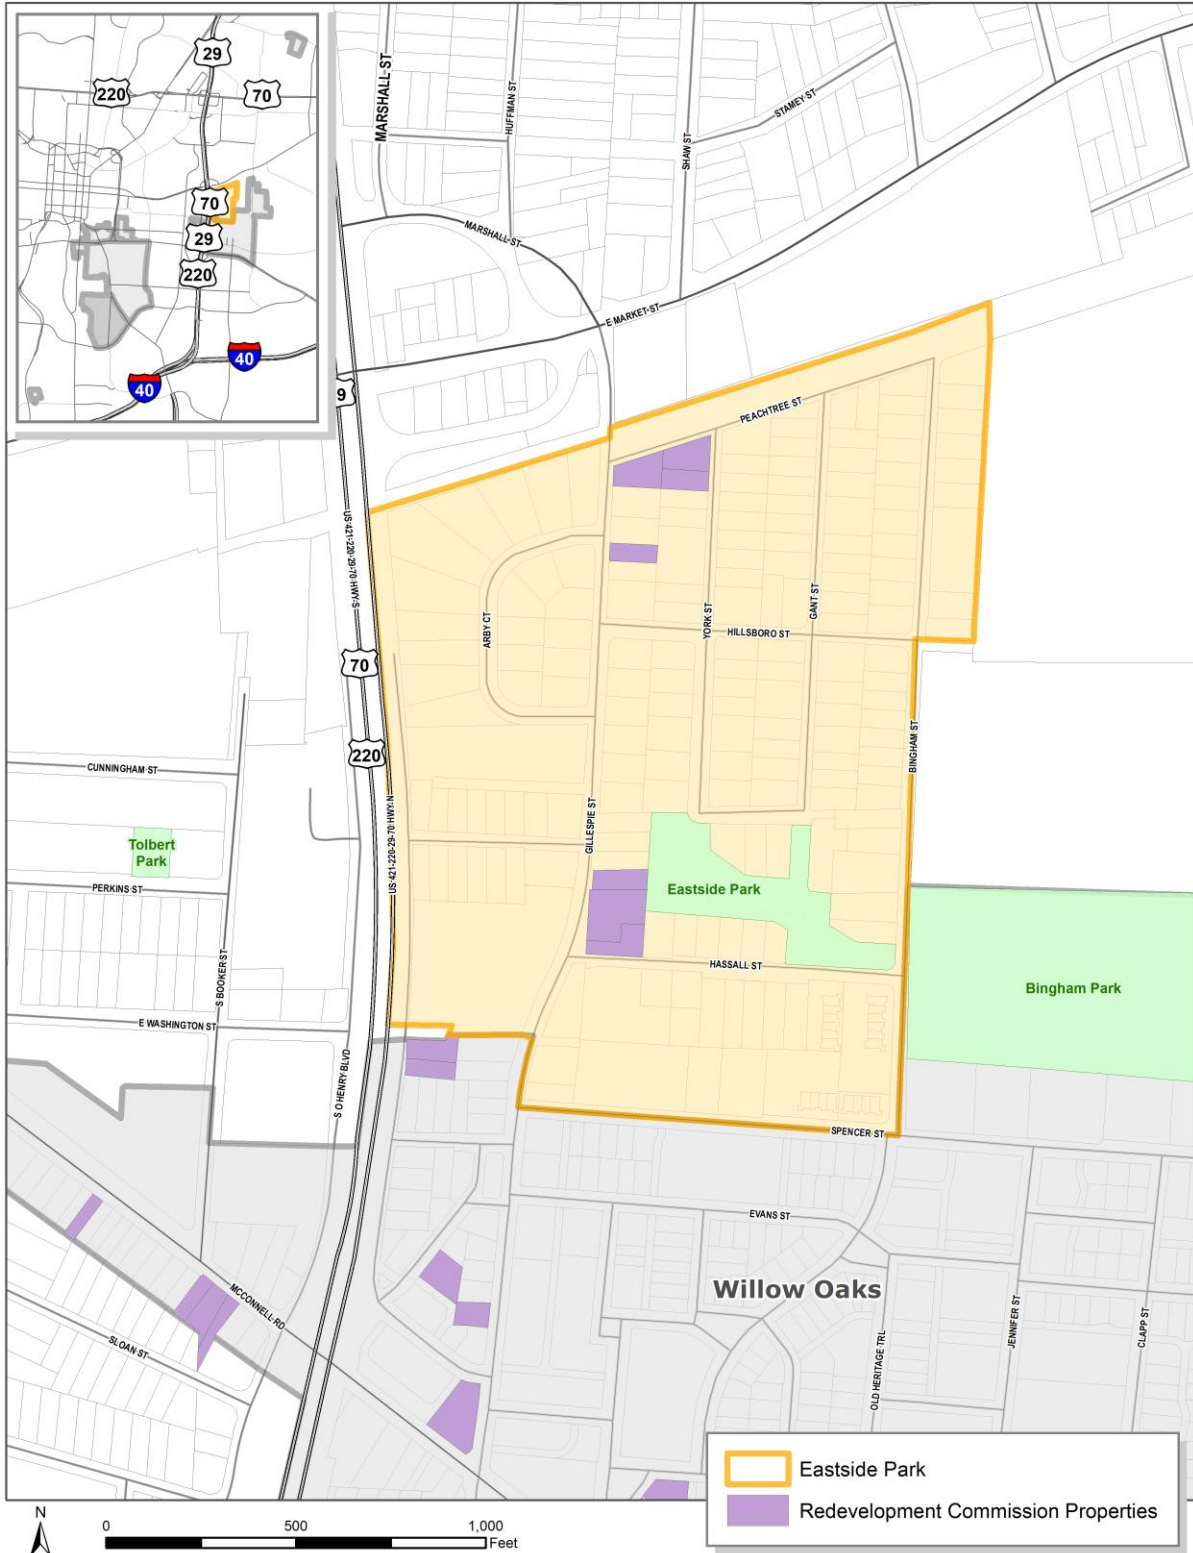 29
220
70
70
29
220
40
40
MARSHALL ST
HUFFMAN ST
STAMEY ST
SHAW ST
MARSHALL ST
E MARKET ST
9
PEACHTREE ST
US-421-220-29-70 HWY S
ARBY CT
YORK ST
GANT ST
HILLSBORO ST
70
220
BINGHAM ST
CUNNINGHAM ST
US-421-220-29-70 HWY N
GILLESPIE ST
Tolbert
Park
PERKINS ST
Eastside Park
S BOOKER ST
HASSALL ST
Bingham Park
E WASHINGTON ST
S O HENRY BLVD
SPENCER ST
EVANS ST
Willow Oaks
MCCONNELL RD
SLOAN ST
OLD HERITAGE TRL
JENNIFER ST
CLAPP ST
Eastside Park
Redevelopment Commission Properties
N
0 500 1,000
Feet